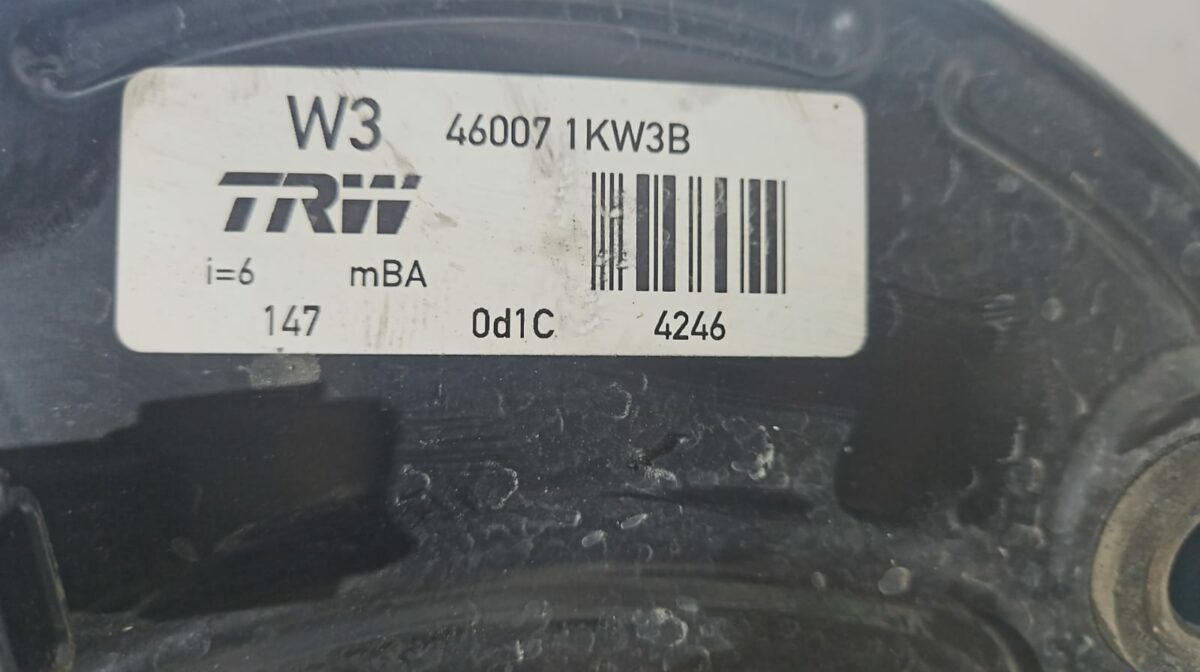 W3 46007 1KW3B
TRW
i=6 mBA
147 0d1C 4246